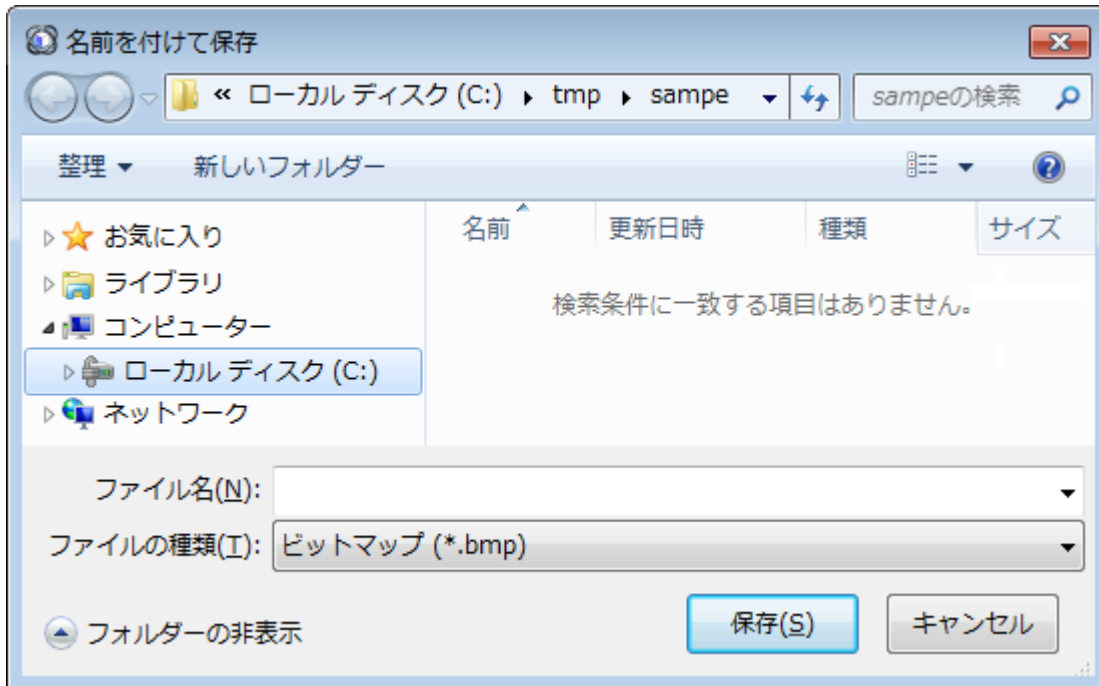 名前を付けて保存
« ローカル ディスク (C:) ▸ tmp ▸ sampe sampeの検索
整理 新しいフォルダー
名前 更新日時 種類 サイズ
お気に入り
ライブラリ
コンピューター
ローカル ディスク (C:)
ネットワーク
検索条件に一致する項目はありません。
ファイル名(N):
ファイルの種類(T): ビットマップ (*.bmp)
フォルダーの非表示 保存(S) キャンセル